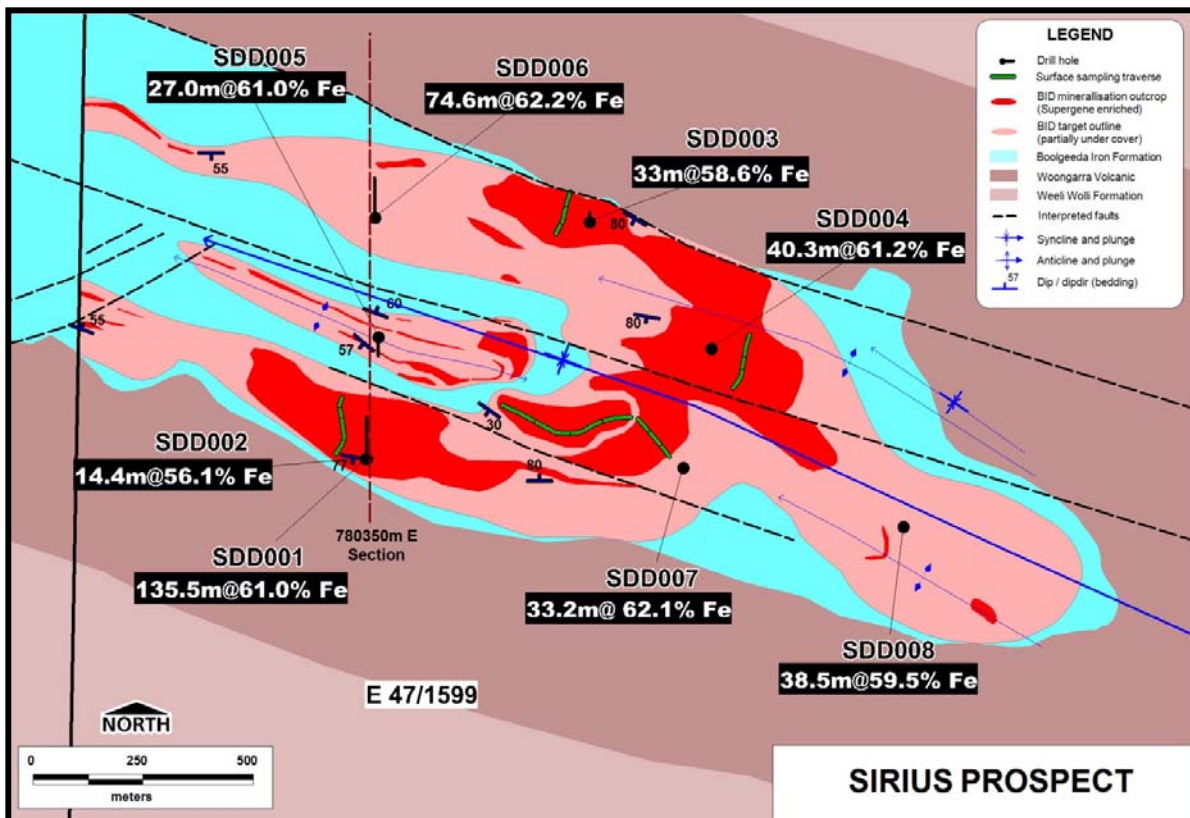 SDD005
27.0m@61.0% Fe
SDD006
74.6m@62.2% Fe
SDD003
33m@58.6% Fe
SDD004
40.3m@61.2% Fe
55
80
60
80
55
57
30
77
80
SDD002
14.4m@56.1% Fe
SDD001
135.5m@61.0% Fe
780350m E
Section
SDD007
33.2m@ 62.1% Fe
SDD008
38.5m@59.5% Fe
E 47/1599
NORTH
0 250 500
meters
LEGEND
Drill hole
Surface sampling traverse
BID mineralisation outcrop
(Supergene enriched)
BID target outline
(partially under cover)
Boolgeeda Iron Formation
Woongarra Volcanic
Weeli Wolli Formation
Interpreted faults
Syncline and plunge
Anticline and plunge
57
Dip / dipdir (bedding)
SIRIUS PROSPECT